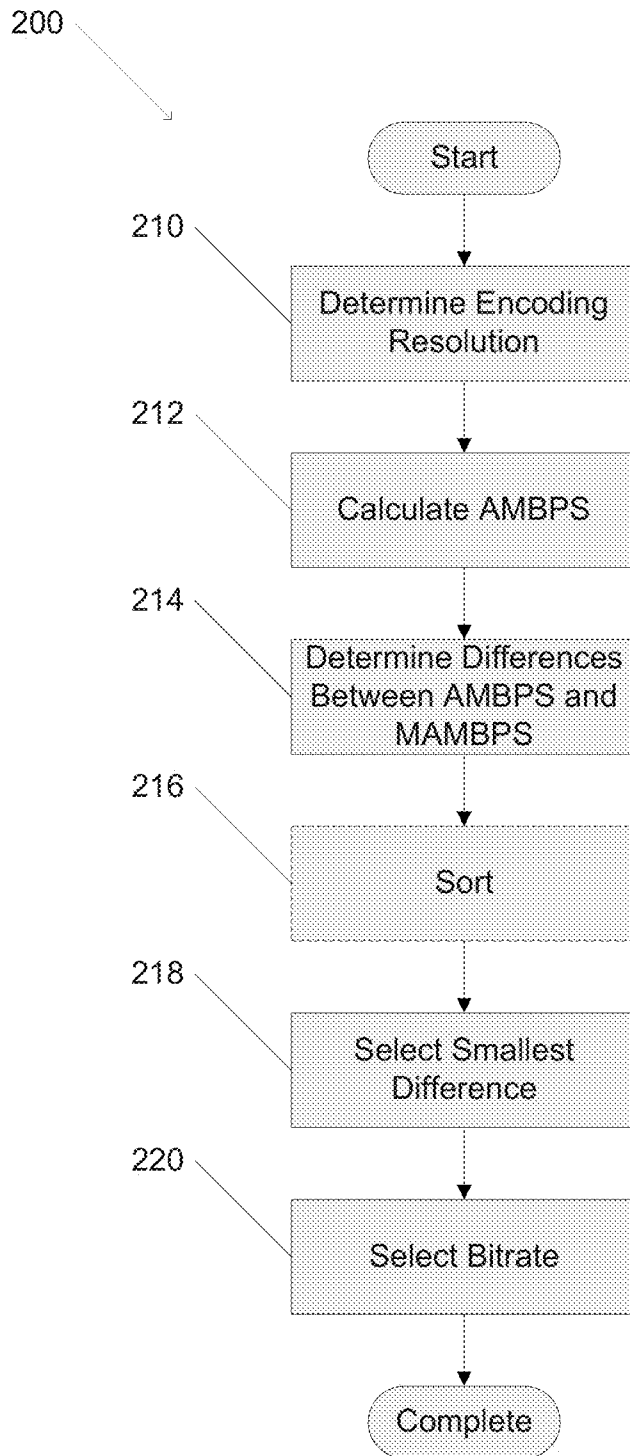 200
Start
210
Determine Encoding
Resolution
212
Calculate AMBPS
214
Determine Differences
Between AMBPS and
MAMBPS
216
Sort
218
Select Smallest
Difference
220
Select Bitrate
Complete